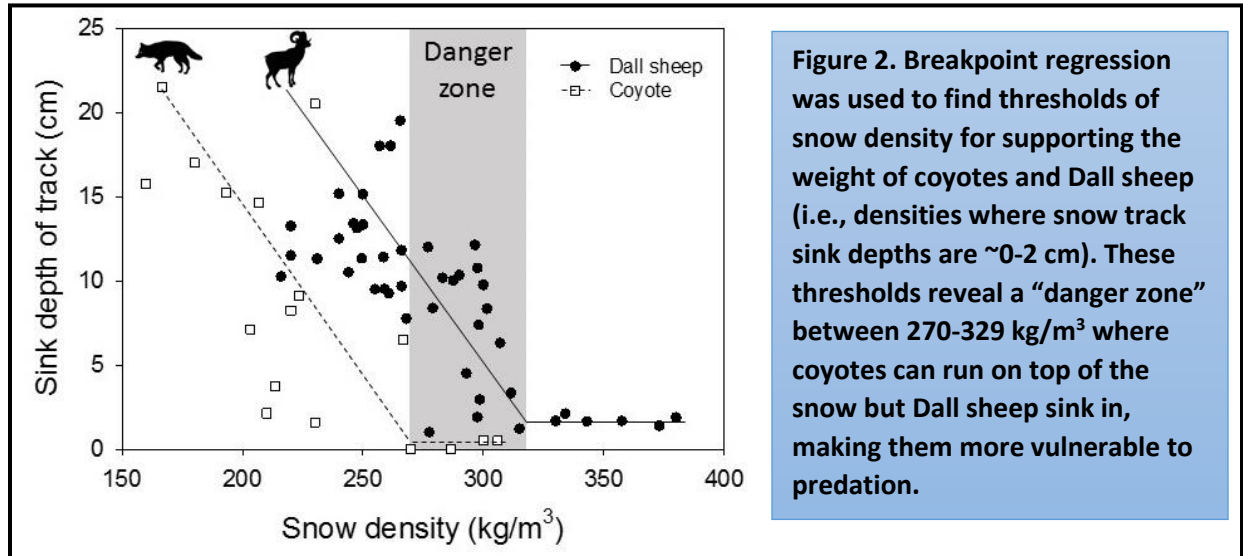 25
20
15
10
5
0
Sink depth of track (cm)
Danger
zone
Dall sheep
Coyote
150 200 250 300 350 400
Snow density (kg/m³)
Figure 2. Breakpoint regression
was used to find thresholds of
snow density for supporting the
weight of coyotes and Dall sheep
(i.e., densities where snow track
sink depths are ~0-2 cm). These
thresholds reveal a “danger zone”
between 270-329 kg/m³ where
coyotes can run on top of the
snow but Dall sheep sink in,
making them more vulnerable to
predation.